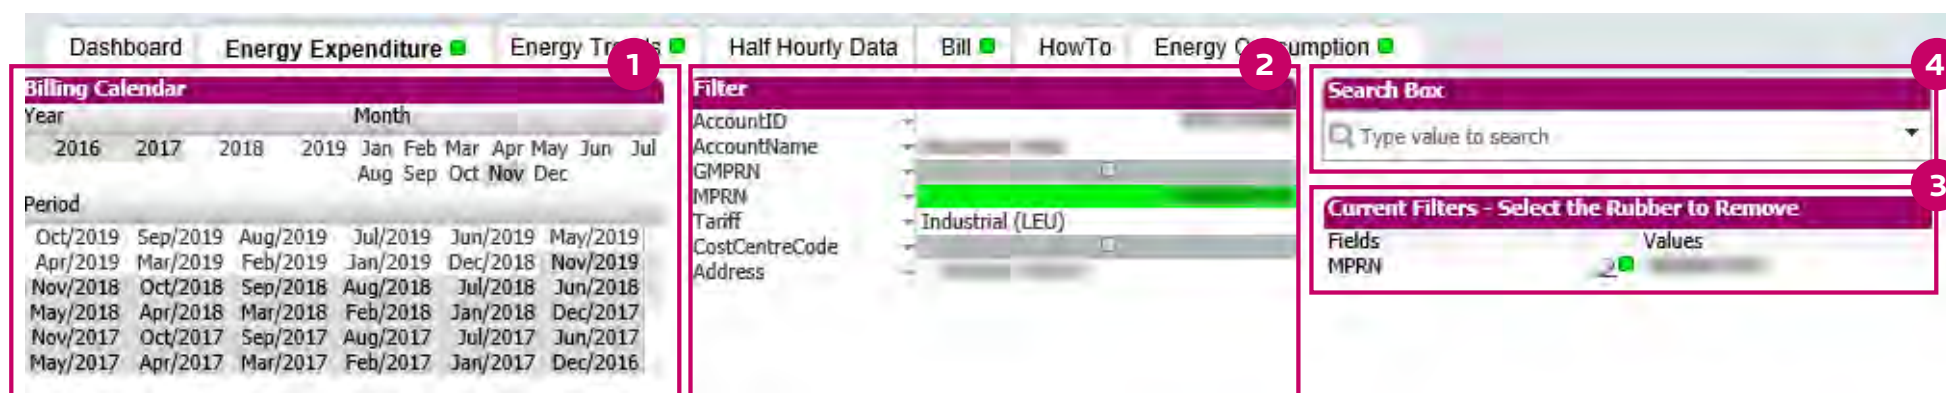 Dashboard Energy Expenditure Energy Tr s Half Hourly Data Bill HowTo Energy C umption
1
2
4
Billing Calendar
Year Month
2016 2017 2018 2019 Jan Feb Mar Apr May Jun Jul
Aug Sep Oct Nov Dec
Period
Oct/2019 Sep/2019 Aug/2019 Jul/2019 Jun/2019 May/2019
Apr/2019 Mar/2019 Feb/2019 Jan/2019 Dec/2018 Nov/2019
Nov/2018 Oct/2018 Sep/2018 Aug/2018 Jul/2018 Jun/2018
May/2018 Apr/2018 Mar/2018 Feb/2018 Jan/2018 Dec/2017
Nov/2017 Oct/2017 Sep/2017 Aug/2017 Jul/2017 Jun/2017
May/2017 Apr/2017 Mar/2017 Feb/2017 Jan/2017 Dec/2016
Filter
AccountID
AccountName
GMPRN
MPRN
Tariff Industrial (LEU)
CostCentreCode
Address
Search Box
Type value to search
3
Current Filters - Select the Rubber to Remove
Fields Values
MPRN